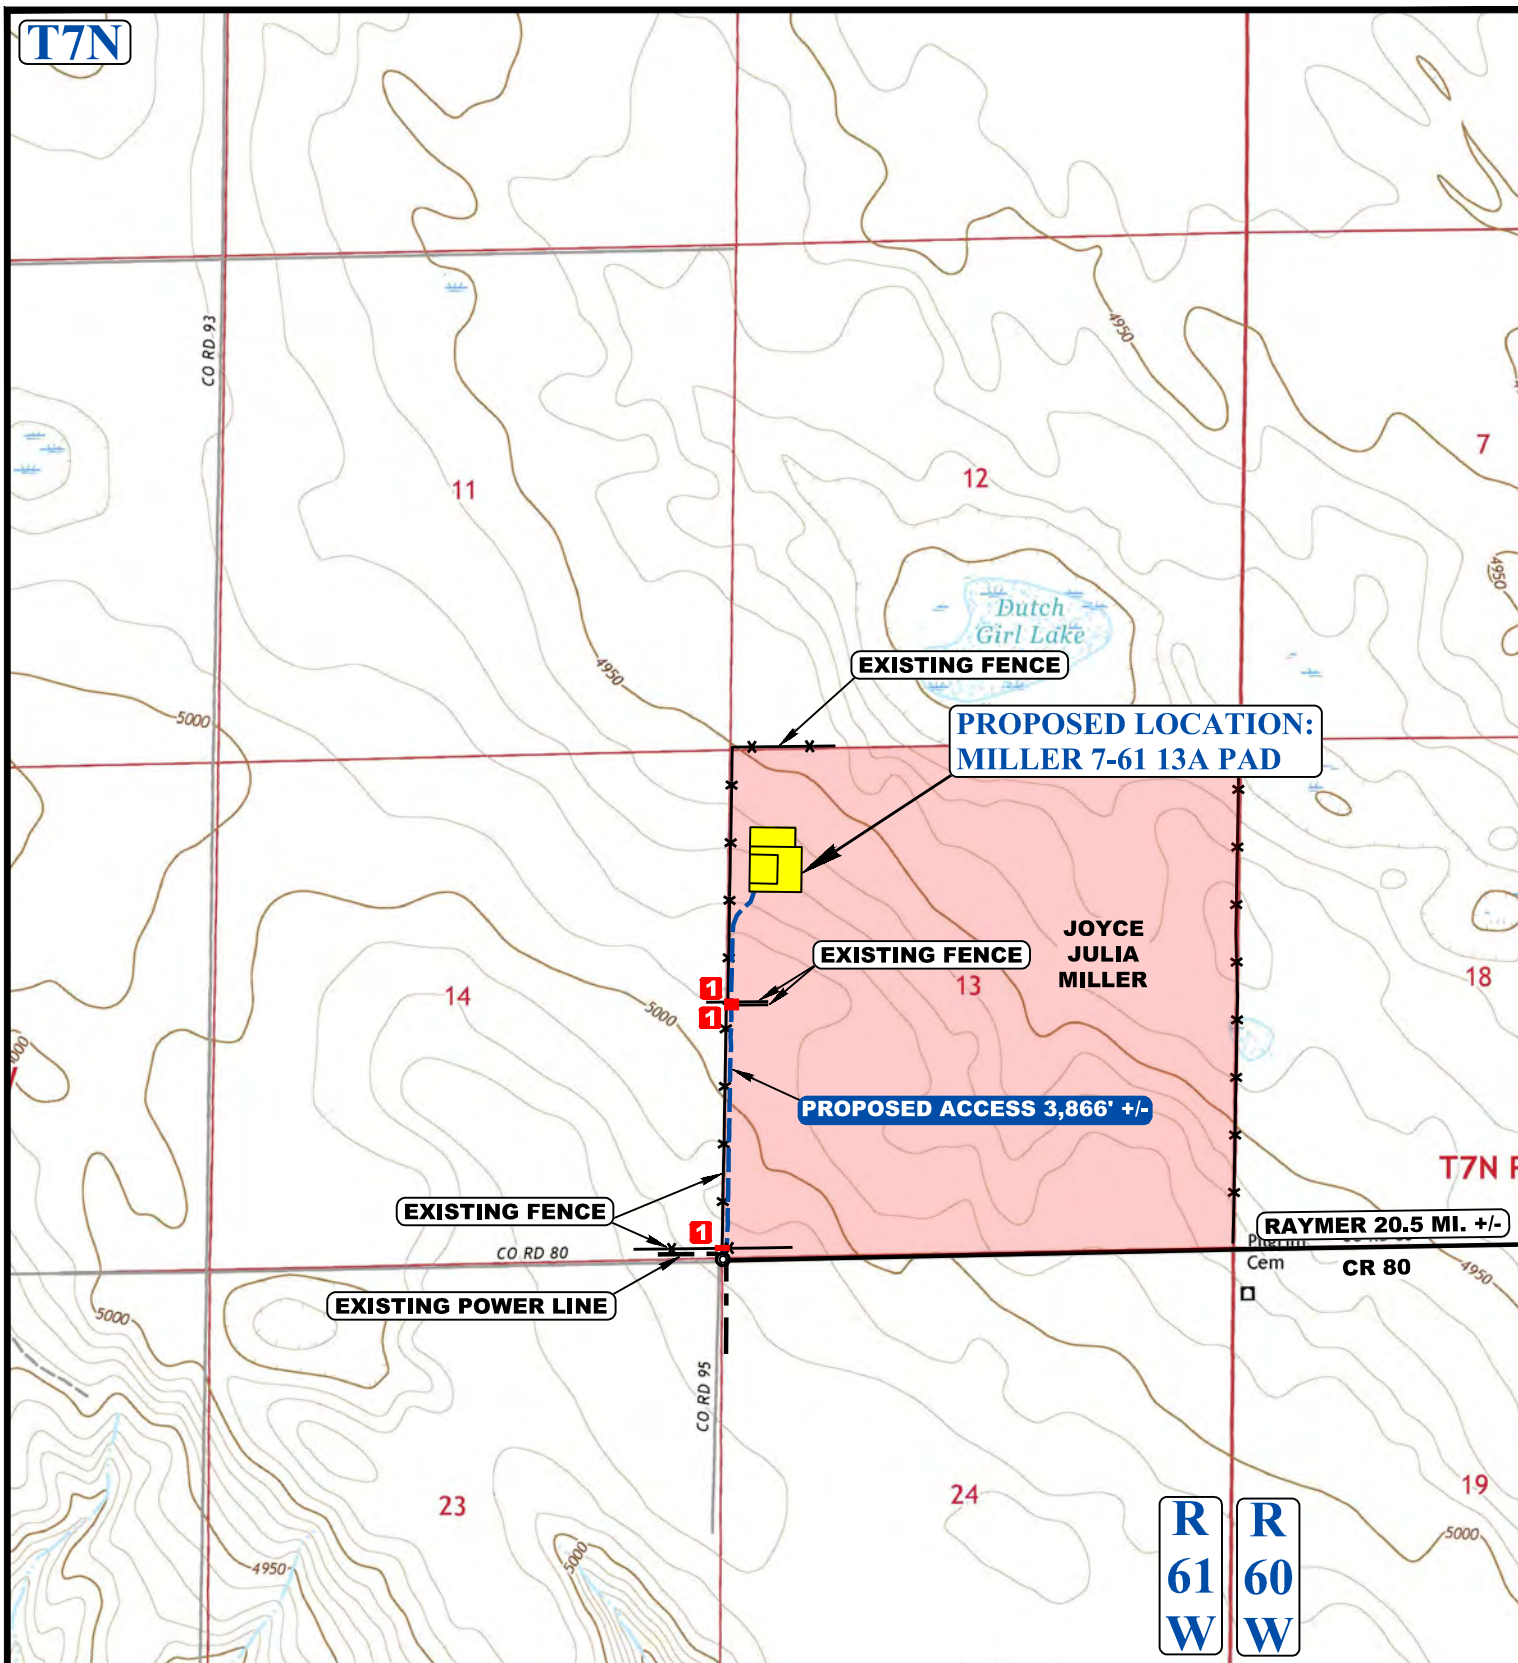 T7N
CO RD 93
4950
11
12
7
4950
Dutch
Girl Lake
4950
EXISTING FENCE
5000
PROPOSED LOCATION:
MILLER 7-61 13A PAD
JOYCE
JULIA
MILLER
EXISTING FENCE
14
13
18
1
1
5000
PROPOSED ACCESS 3,866' +/-
T7N
EXISTING FENCE
1
RAYMER 20.5 MI. +/-
CO RD 80
Cem
CR 80
4950
EXISTING POWER LINE
5000
CO RD 95
23
24
19
5000
5000
4950
R
61
W
R
60
W